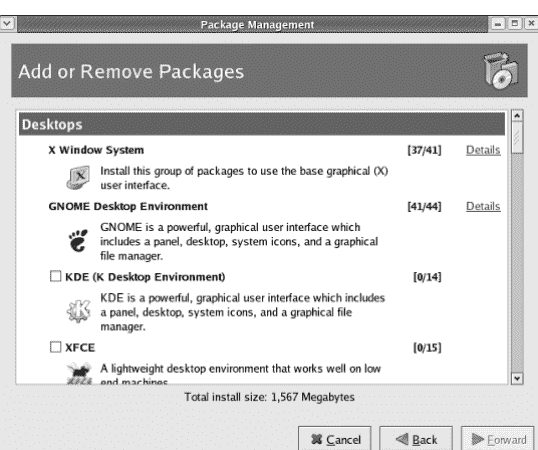 Package Management
Add or Remove Packages
Desktops
X Window System [37/41] Details
Install this group of packages to use the base graphical (X)
user interface.
GNOME Desktop Environment [41/44] Details
GNOME is a powerful, graphical user interface which
includes a panel, desktop, system icons, and a graphical
file manager.
KDE (K Desktop Environment) [0/14]
KDE is a powerful, graphical user interface which includes
a panel, desktop, system icons, and a graphical file
manager.
XFCE [0/15]
A lightweight desktop environment that works well on low
end machines.
Total install size: 1,567 Megabytes
Cancel Back Forward